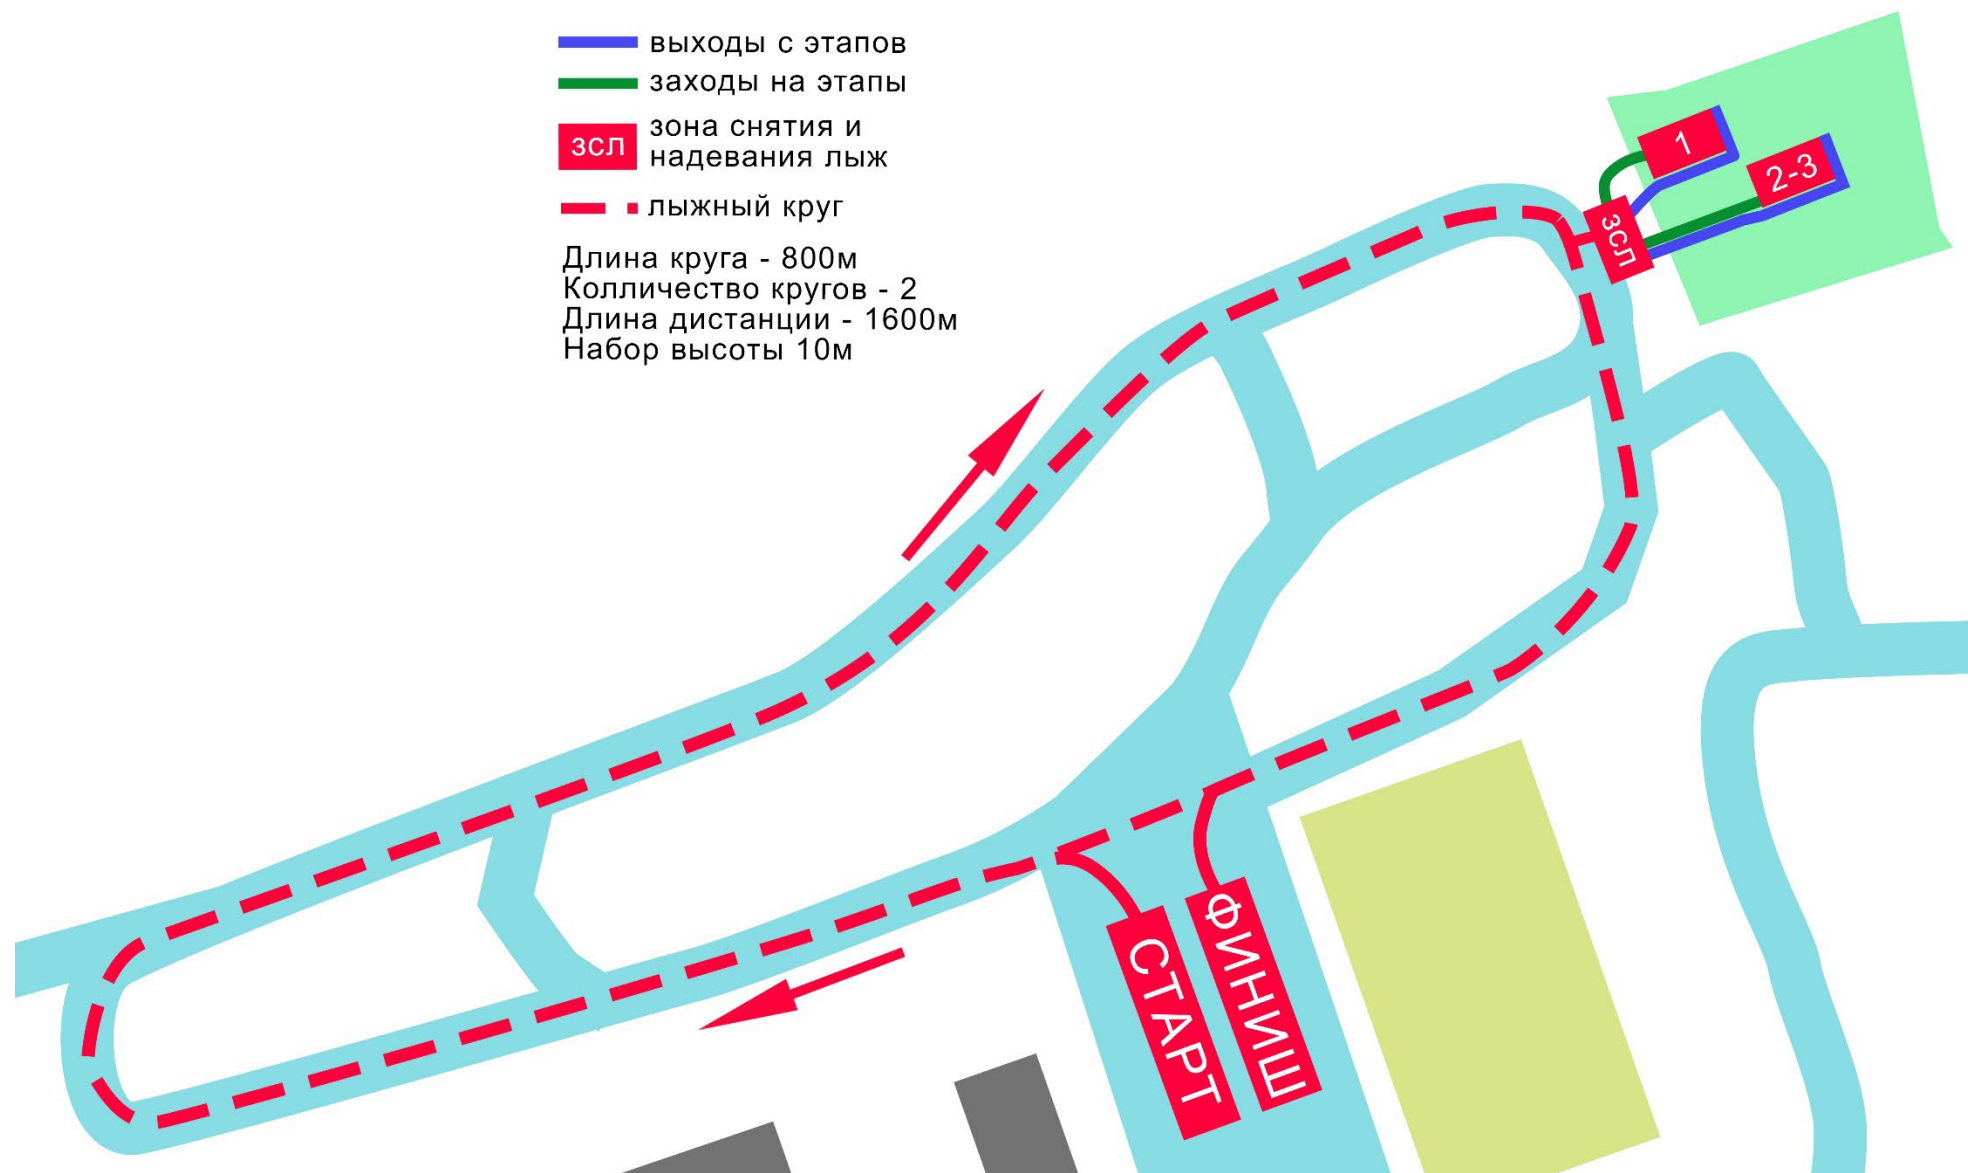 выходы с этапов
заходы на этапы
зсл
зона снятия и
надевания лыж
лыжный круг
Длина круга - 800м
Колличество кругов - 2
Длина дистанции - 1600м
Набор высоты 10м
1
2-3
зсл
СТАРТ
ФИНИШ